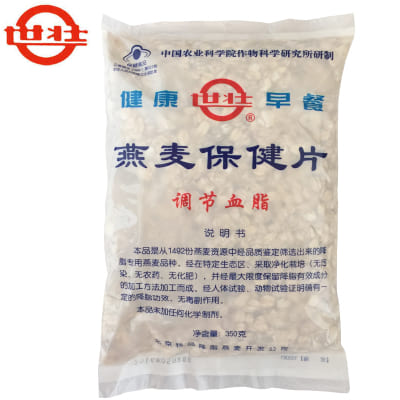 世壮
中国农业科学院作物科学研究所研制
健康 世壮 早餐
®
燕麦保健片
调节血脂
说明书
本品是从1492份燕麦资源中经品质鉴定筛选出来的降
脂专用燕麦品种。经在特定生态区、采取净化栽培（无污
染、无农药、无化肥），并经最大限度保留降脂有效成份
的加工方法加工而成。经人体试验、动物试验证明确有一
定的降脂功效，无毒副作用。
本品未加任何化学制剂。
净含量：350克